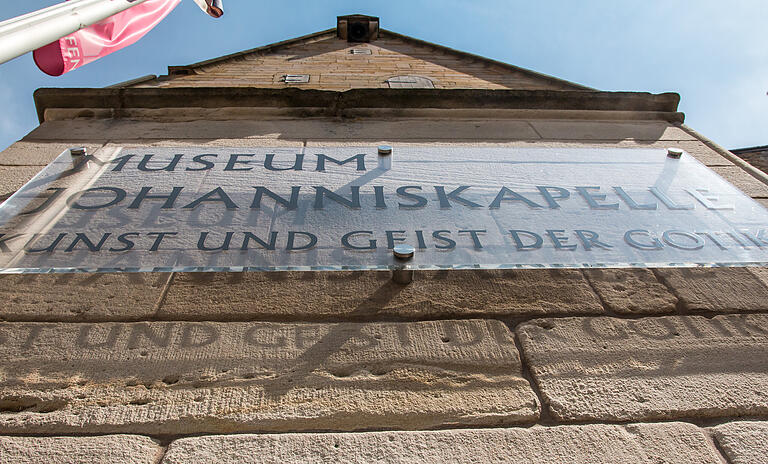 MUSEUM
JOHANNISKAPELLE
KUNST UND GEIST DER GOTIK